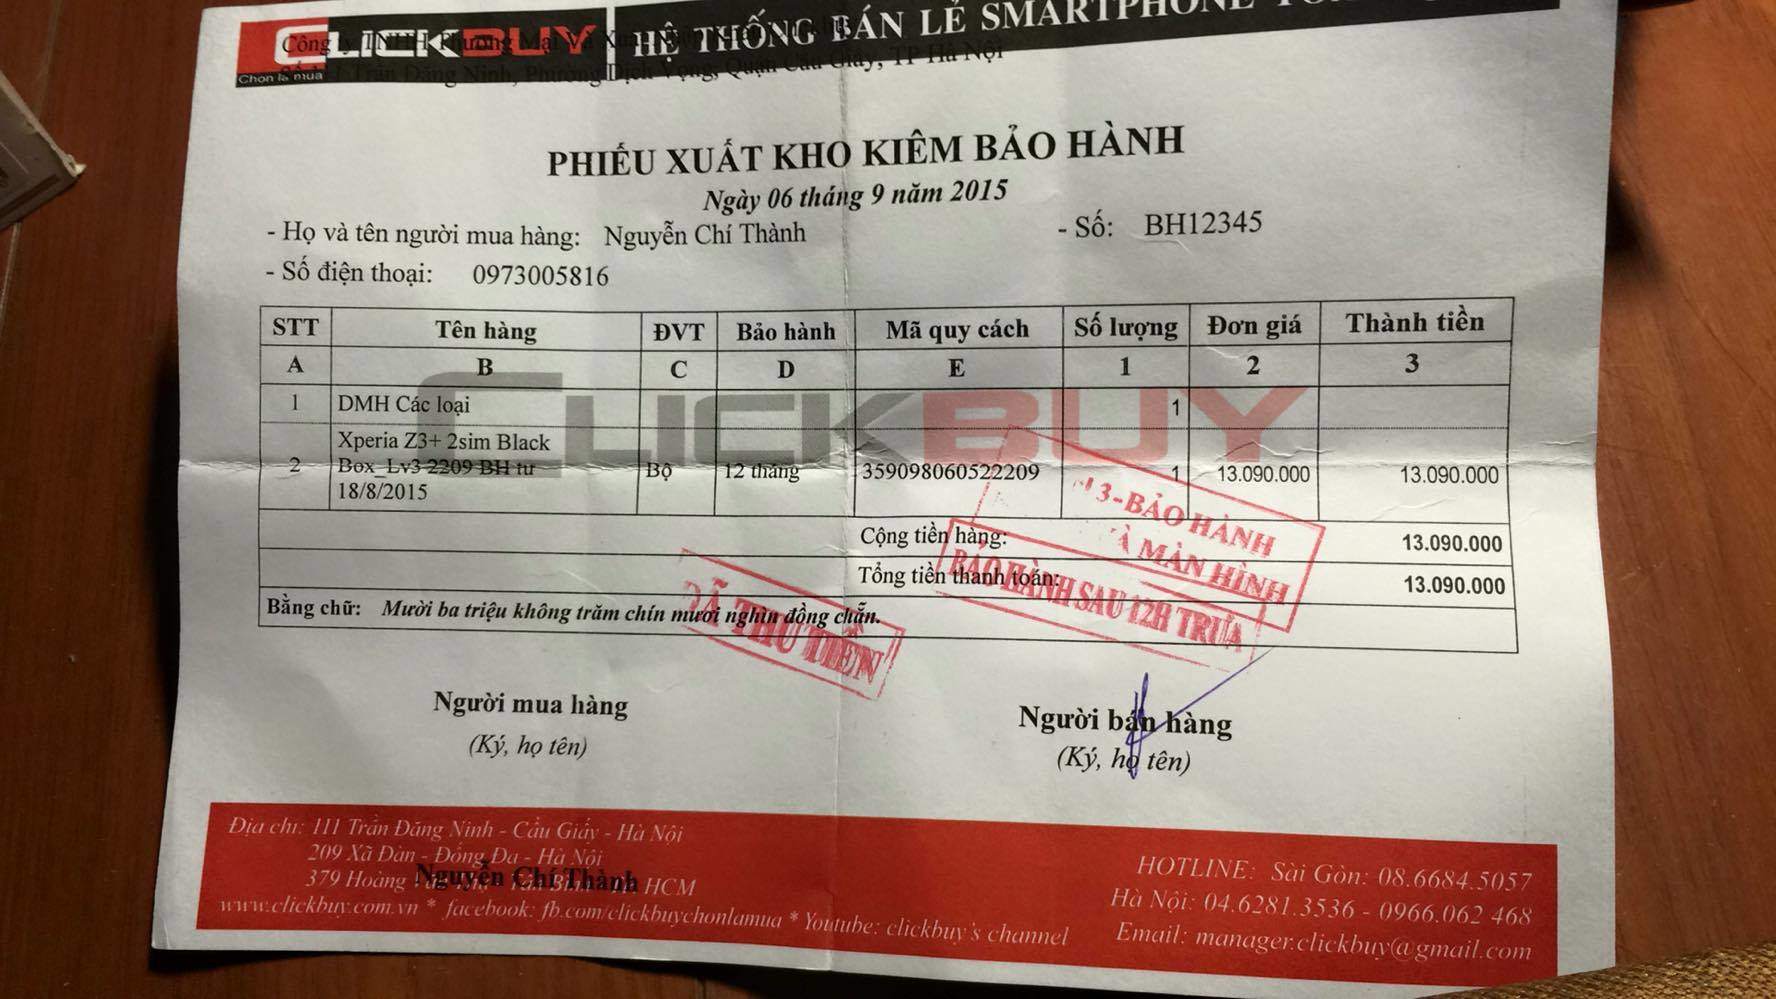 CLICKBUY HỆ THỐNG BÁN LẺ SMARTPHONE
Chọn là mua
Công ty TNHH Thương Mại Và
Trần Đăng Ninh, Phường Dịch Vọng, Quận Cầu Giấy, TP Hà Nội
PHIẾU XUẤT KHO KIÊM BẢO HÀNH
Ngày 06 tháng 9 năm 2015
- Họ và tên người mua hàng: Nguyễn Chí Thành - Số: BH12345
- Số điện thoại: 0973005816
STT Tên hàng ĐVT Bảo hành Mã quy cách Số lượng Đơn giá Thành tiền
A B C D E 1 2 3
1 DMH Các loại 1
Xperia Z3+ 2sim Black
2 Box_Lv3 2209 BH từ Bộ 12 tháng 359098060522209 1 13.090.000 13.090.000
18/8/2015
CLICKBUY
Cộng tiền hàng: 13.090.000
Tổng tiền thanh toán: 13.090.000
Bằng chữ: Mười ba triệu không trăm chín mươi nghìn đồng chẵn.
3-BẢO HÀNH
MÀN HÌNH
BẢO HÀNH SAU 12H TRƯA
ĐÃ THU TIỀN
Người mua hàng Người bán hàng
(Ký, họ tên) (Ký, họ tên)
Địa chỉ: 111 Trần Đăng Ninh - Cầu Giấy - Hà Nội
209 Xã Đàn - Đống Đa - Hà Nội
379 Hoàng HCM
Nguyễn Chí Thành
www.clickbuy.com.vn * facebook: fb.com/clickbuychonlamua * Youtube: clickbuy's channel
HOTLINE: Sài Gòn: 08.6684.5057
Hà Nội: 04.6281.3536 - 0966.062 468
Email: manager.clickbuy@gmail.com